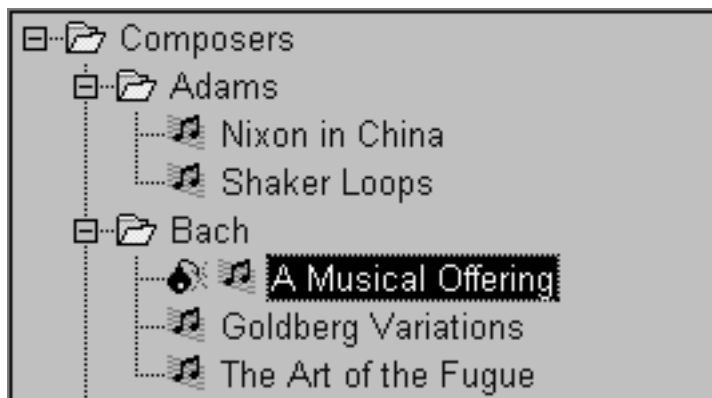 Composers
Adams
Nixon in China
Shaker Loops
Bach
A Musical Offering
Goldberg Variations
The Art of the Fugue